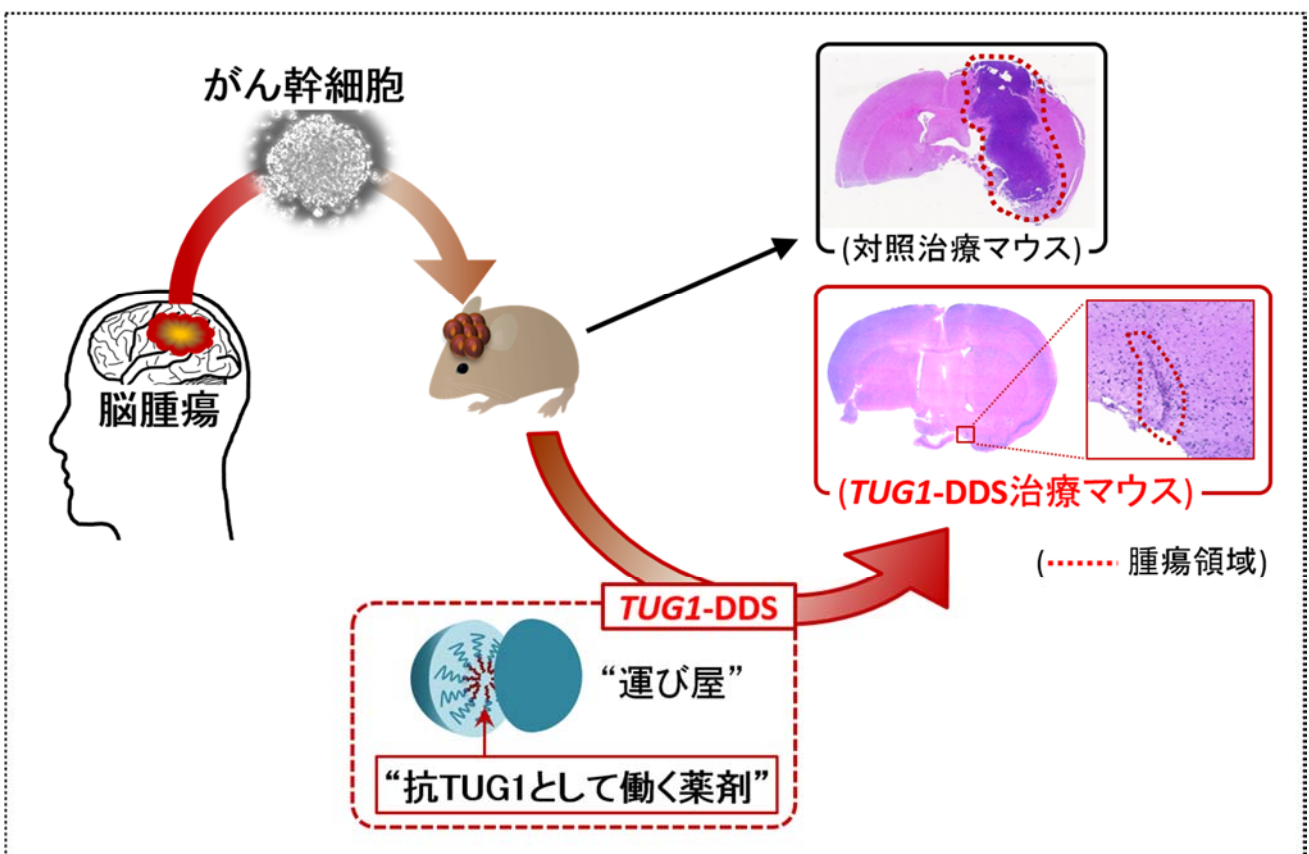 がん幹細胞
脳腫瘍
(対照治療マウス)
(TUG1-DDS治療マウス)
(……… 腫瘍領域)
TUG1-DDS
“運び屋”
“抗TUG1として働く薬剤”